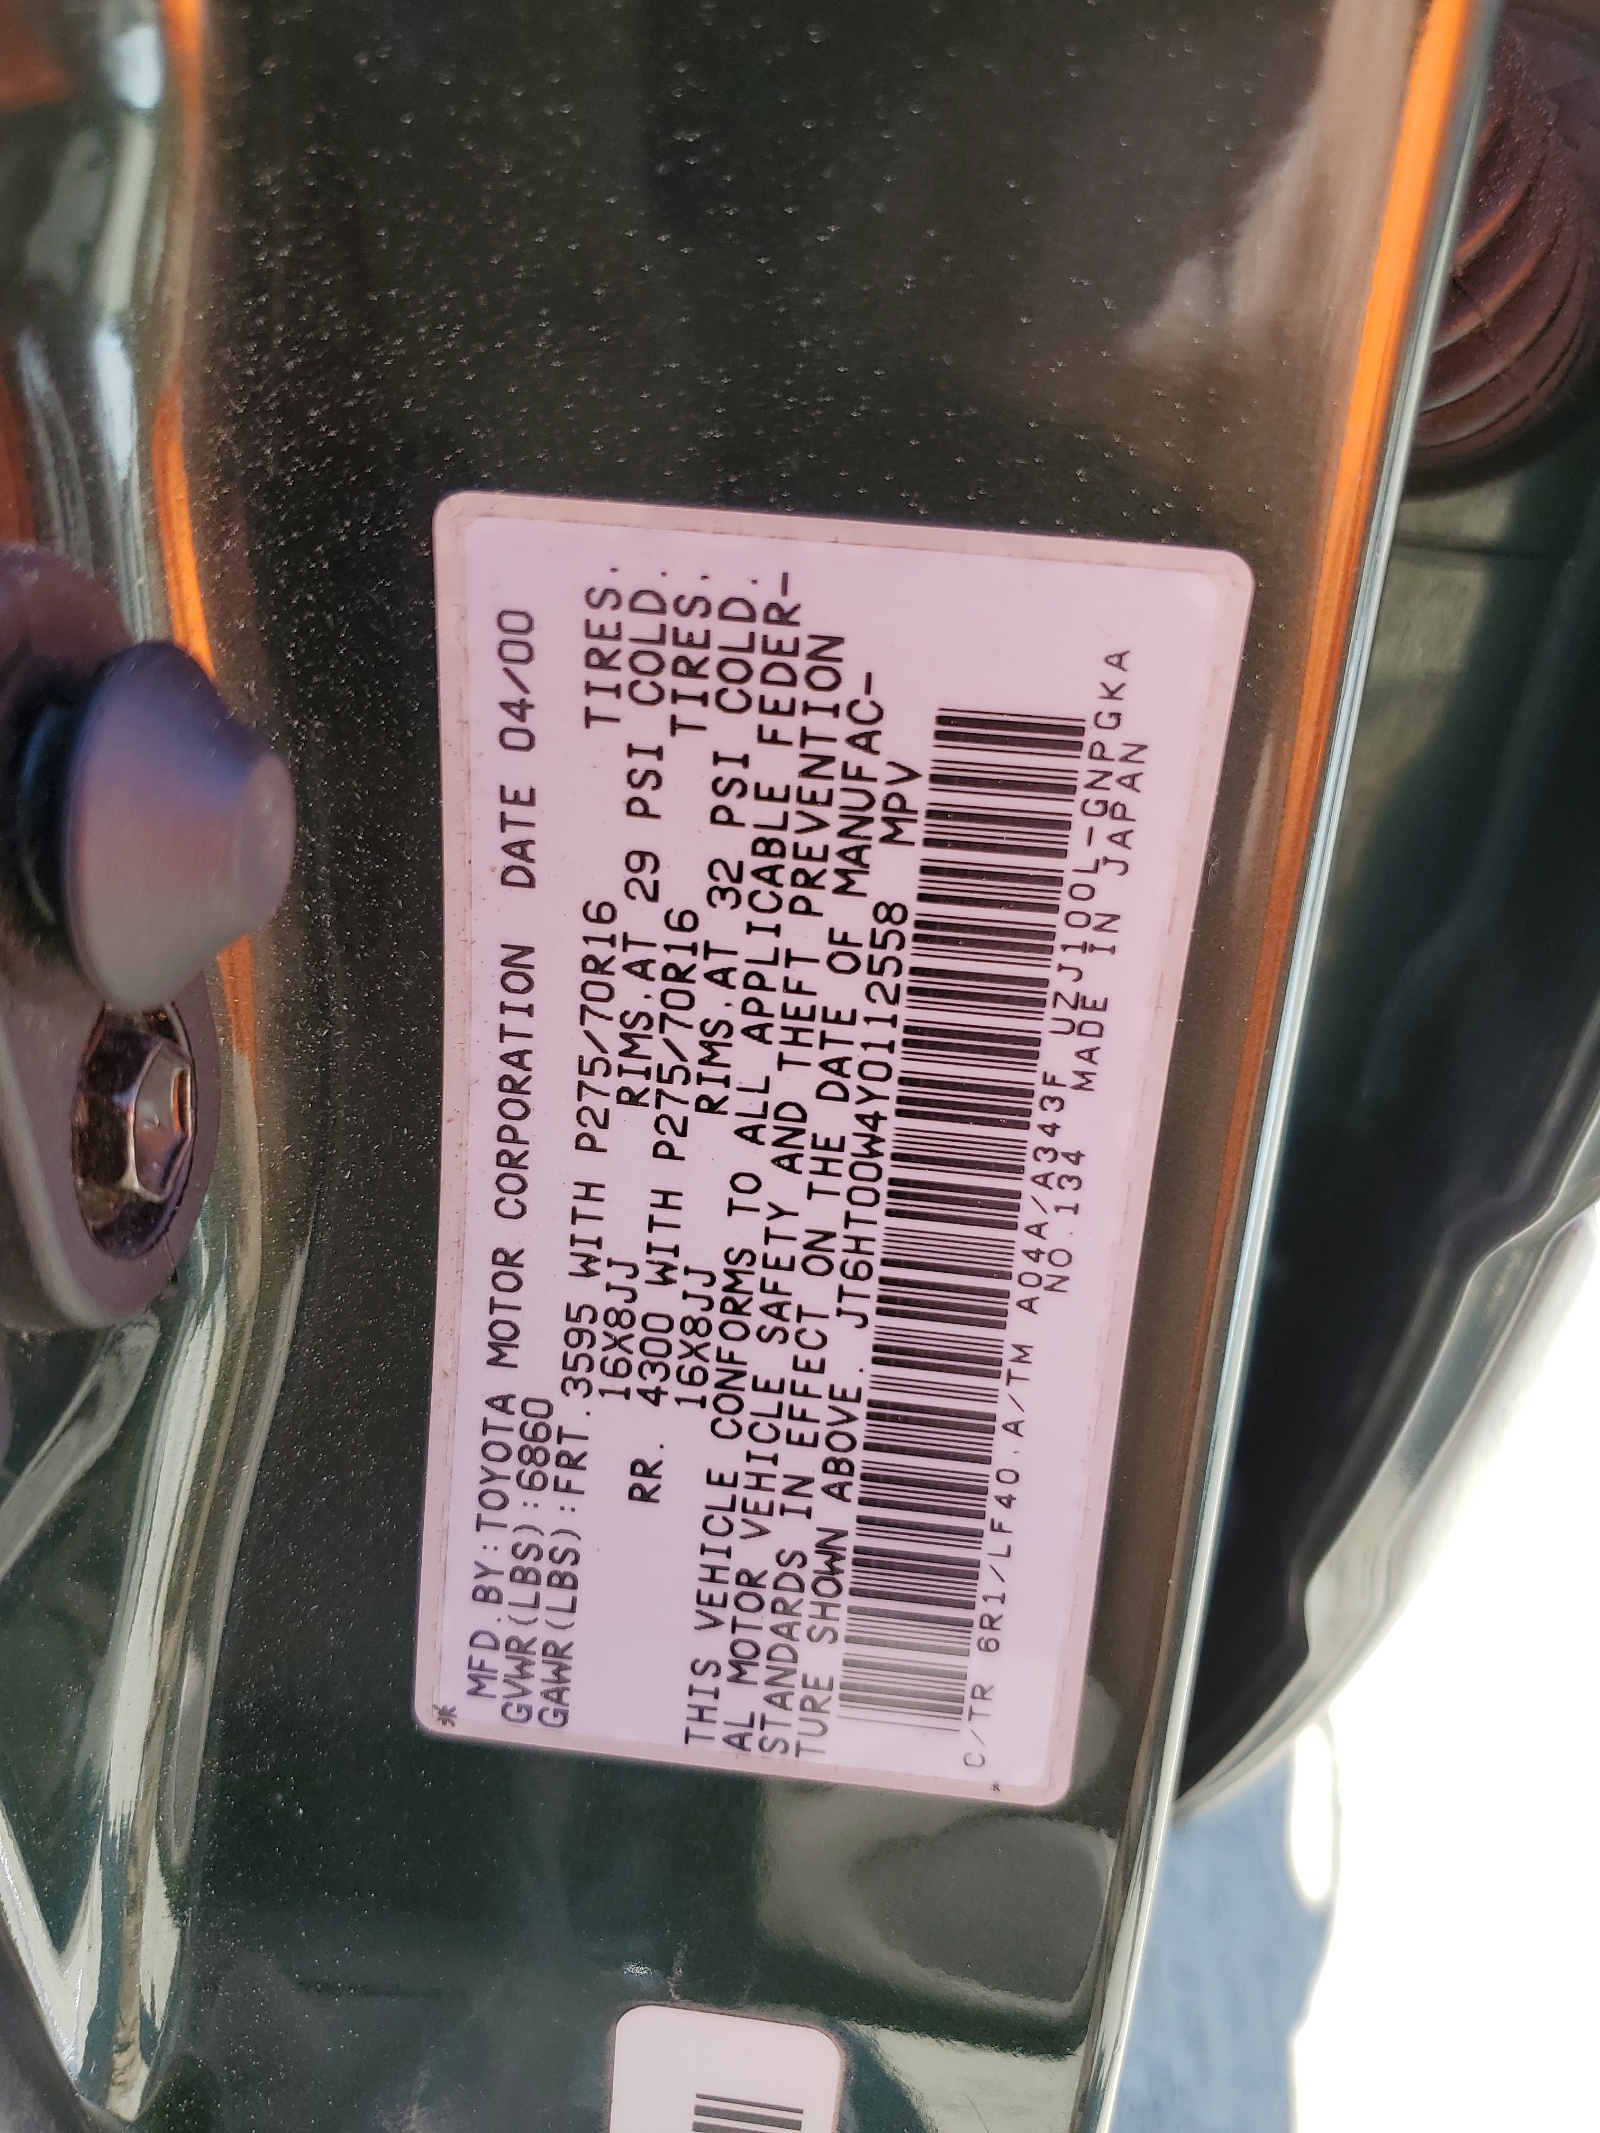 MFD.BY:TOYOTA MOTOR CORPORATION DATE 04/00
GVWR(LBS):6860
GAWR(LBS):FRT.3595 WITH P275/70R16 TIRES.
16X8JJ RIMS.AT 29 PSI COLD.
RR. 4300 WITH P275/70R16 TIRES.
16X8JJ RIMS.AT 32 PSI COLD.
THIS VEHICLE CONFORMS TO ALL APPLICABLE FEDER-
AL MOTOR VEHICLE SAFETY AND THEFT PREVENTION
STANDARDS IN EFFECT ON THE DATE OF MANUFAC-
TURE SHOWN ABOVE. JT6HT00W4Y0112558 MPV
C/TR 6R1/LF40.A/TM A04A/A343F UZJ100L-GNPGKA
NO.134 MADE IN JAPAN